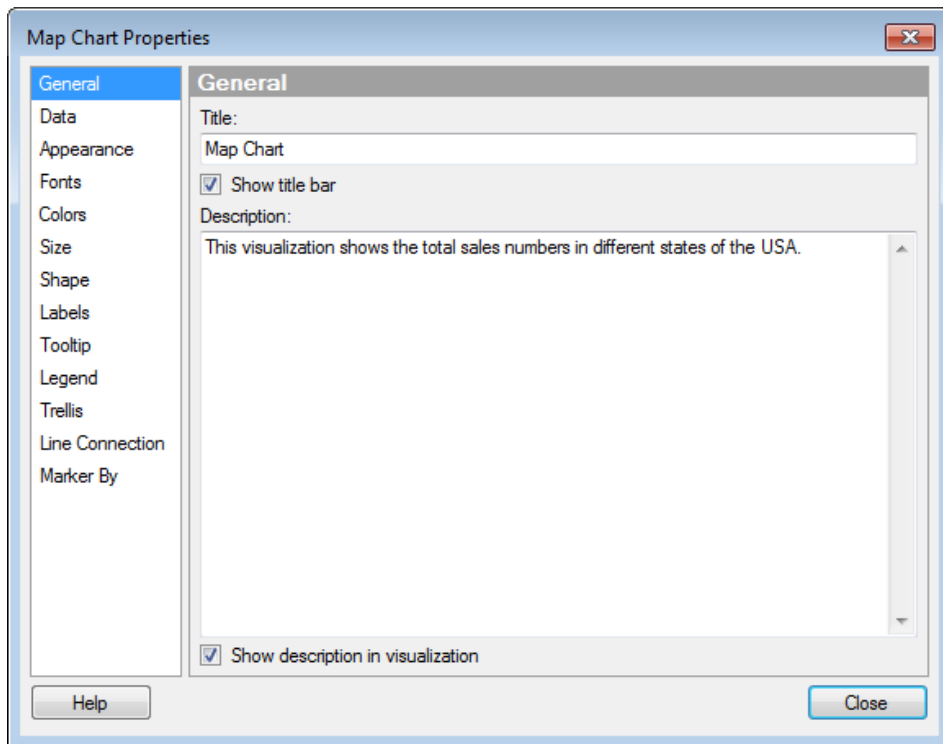 Map Chart Properties
General
Data
Appearance
Fonts
Colors
Size
Shape
Labels
Tooltip
Legend
Trellis
Line Connection
Marker By
General
Title:
Map Chart
Show title bar
Description:
This visualization shows the total sales numbers in different states of the USA.
Show description in visualization
Help
Close